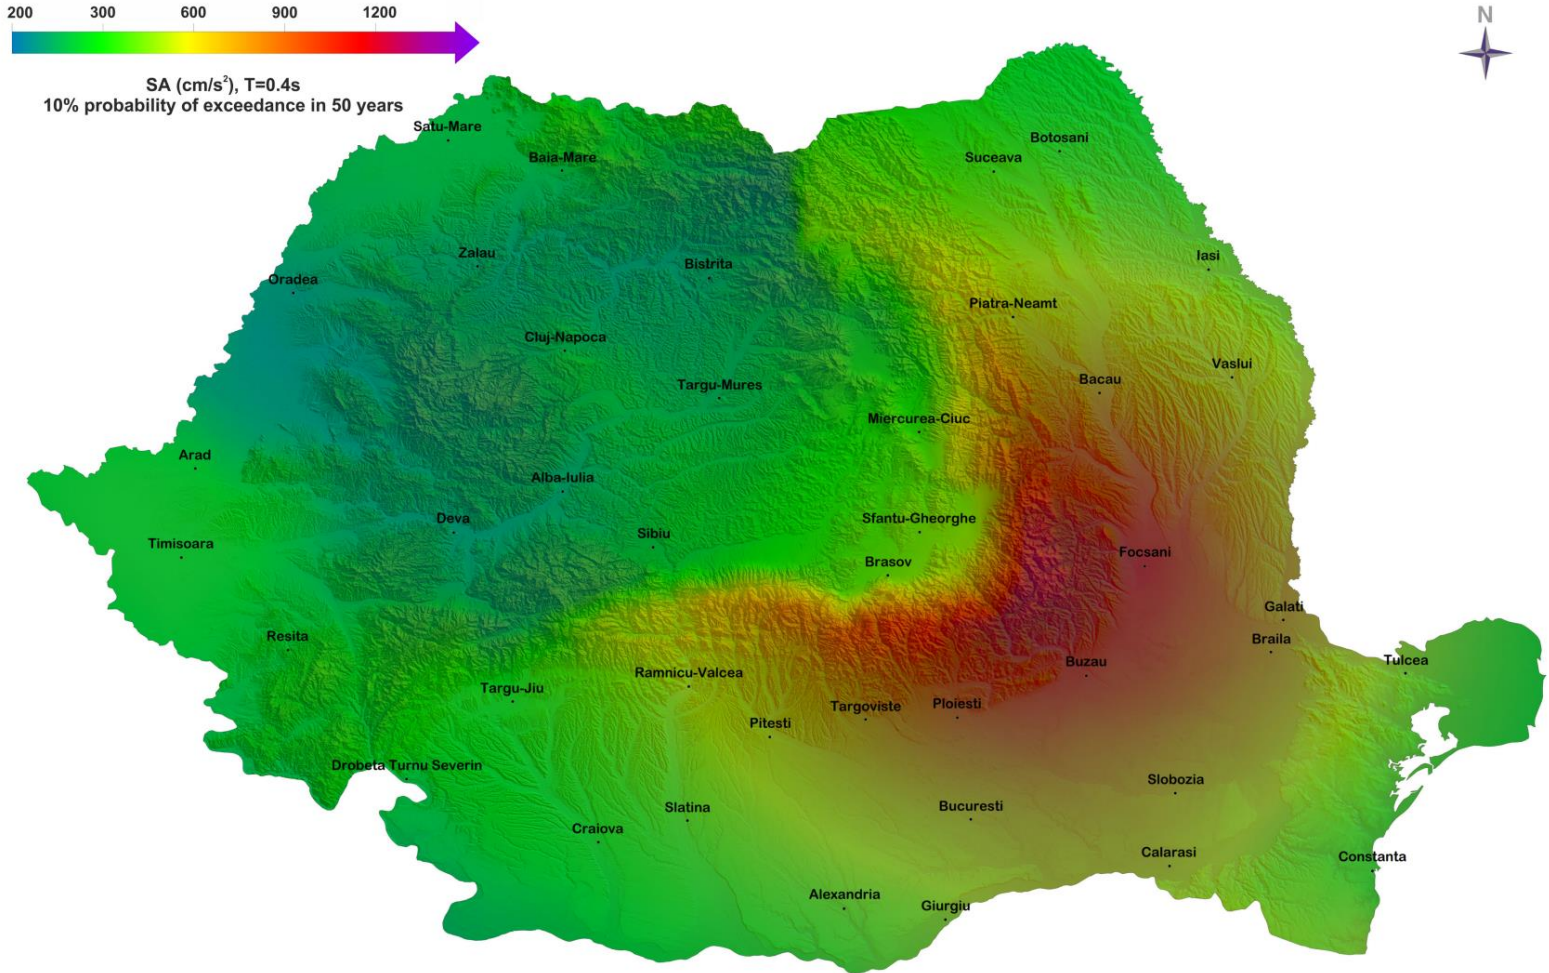 200 300 600 900 1200
N
SA (cm/s²), T=0.4s
10% probability of exceedance in 50 years
Satu-Mare
Baia-Mare
Botosani
Suceava
Zalau
Bistrita
Iasi
Oradea
Piatra-Neamt
Cluj-Napoca
Vaslui
Targu-Mures
Bacau
Miercurea-Ciuc
Arad
Alba-Iulia
Deva
Sfantu-Gheorghe
Timisoara
Sibiu
Focsani
Brasov
Galati
Resita
Braila
Buzau
Tulcea
Ramnicu-Valcea
Targu-Jiu
Targoviste
Ploiesti
Pitesti
Drobeta Turnu Severin
Slobozia
Slatina
Bucuresti
Craiova
Calarasi
Constanta
Alexandria
Giurgiu